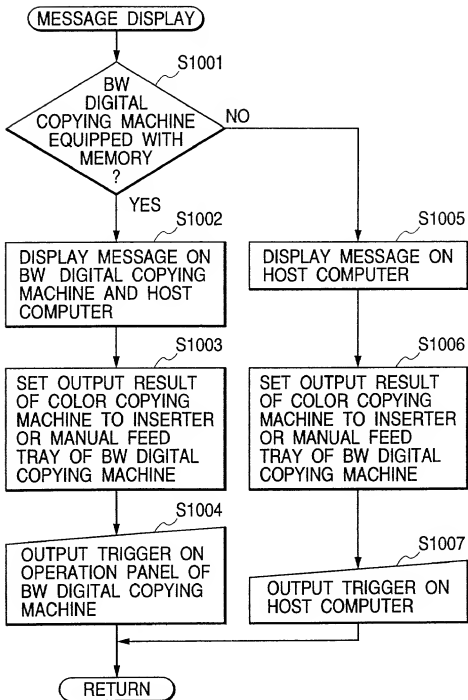 MESSAGE DISPLAY
S1001
BW
DIGITAL
COPYING MACHINE
EQUIPPED WITH
MEMORY
?
NO
YES
S1002
DISPLAY MESSAGE ON
BW DIGITAL COPYING
MACHINE AND HOST
COMPUTER
S1005
DISPLAY MESSAGE ON
HOST COMPUTER
S1003
SET OUTPUT RESULT
OF COLOR COPYING
MACHINE TO INSERTER
OR MANUAL FEED
TRAY OF BW DIGITAL
COPYING MACHINE
S1006
SET OUTPUT RESULT
OF COLOR COPYING
MACHINE TO INSERTER
OR MANUAL FEED
TRAY OF BW DIGITAL
COPYING MACHINE
S1004
OUTPUT TRIGGER ON
OPERATION PANEL OF
BW DIGITAL COPYING
MACHINE
S1007
OUTPUT TRIGGER ON
HOST COMPUTER
RETURN